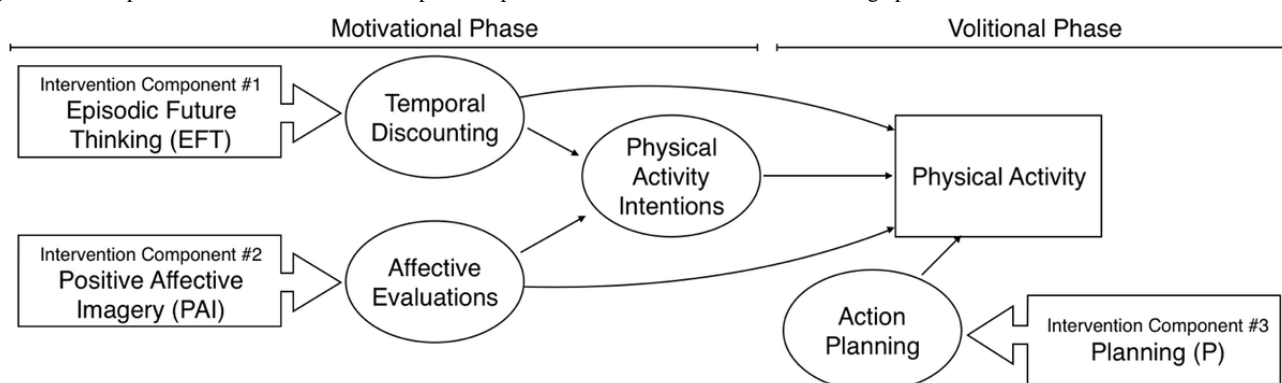 Motivational Phase
Volitional Phase
Intervention Component #1
Episodic Future
Thinking (EFT)
Temporal
Discounting
Physical
Activity
Intentions
Physical Activity
Intervention Component #2
Positive Affective
Imagery (PAI)
Affective
Evaluations
Action
Planning
Intervention Component #3
Planning (P)